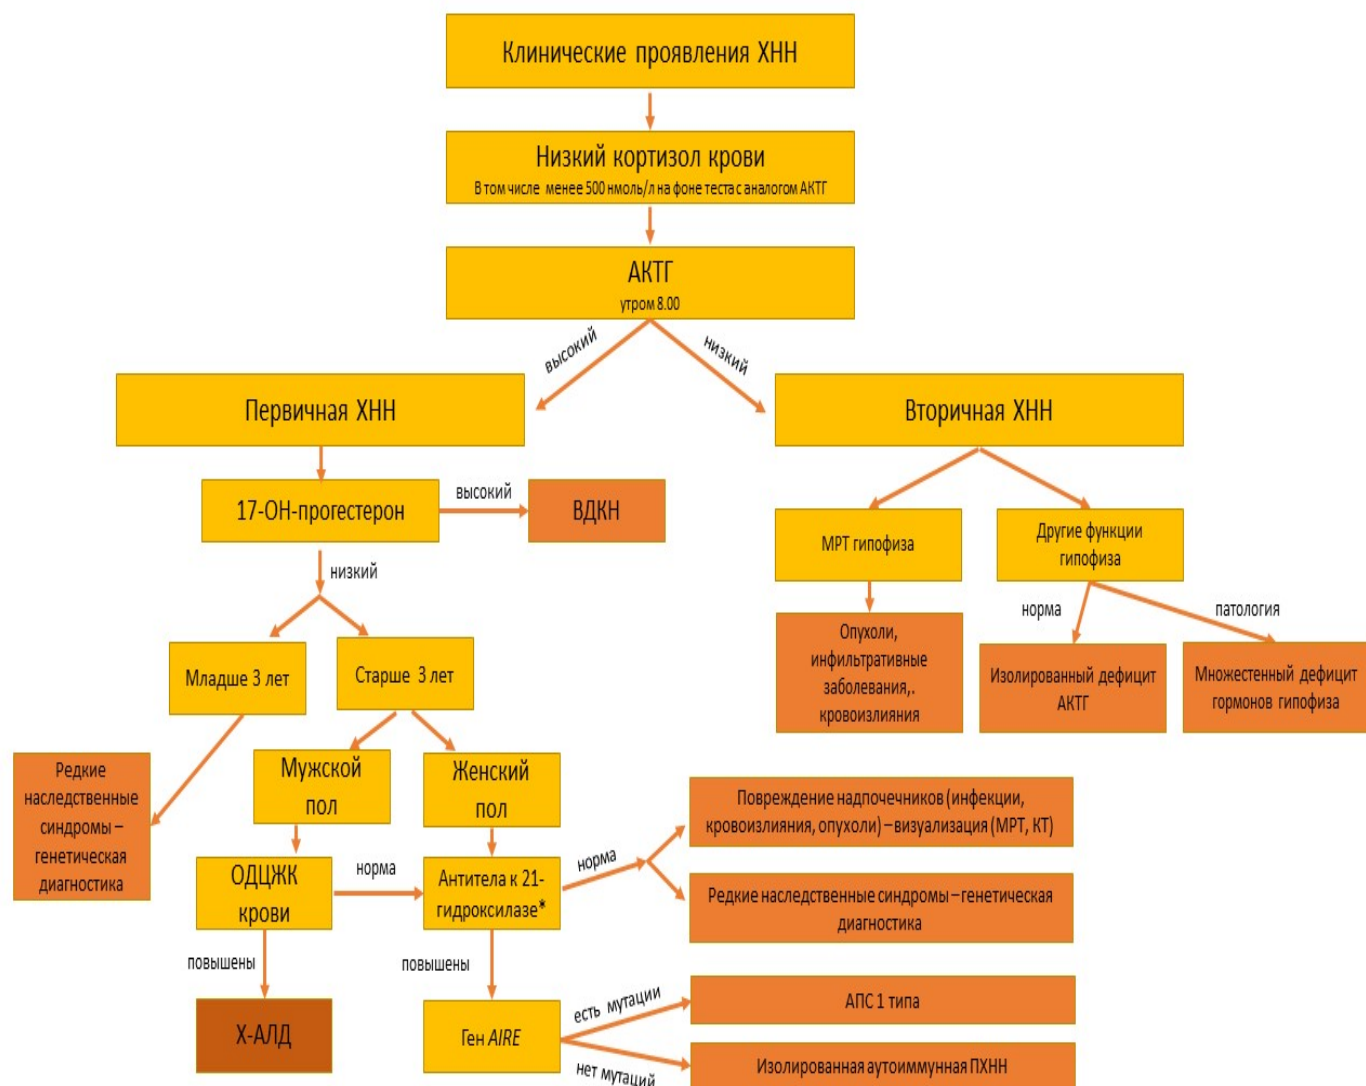 Клинические проявления ХНН
Низкий кортизол крови
В том числе менее 500 нмоль/л на фоне теста с аналогом АКТГ
АКТГ
утром 8.00
высокий
низкий
Первичная ХНН
Вторичная ХНН
17-ОН-прогестерон
высокий
ВДКН
МРТ гипофиза
Другие функции
гипофиза
низкий
норма
патология
Опухоли,
инфильтративные
заболевания,.
кровоизлияния
Изолированный дефицит
АКТГ
Множестенный дефицит
гормонов гипофиза
Младше 3 лет
Старше 3 лет
Редкие
наследственные
синдромы –
генетическая
диагностика
Мужской
пол
Женский
пол
ОДЦЖК
крови
норма
Антитела к 21-
гидроксилазе*
норма
Повреждение надпочечников (инфекции,
кровоизлияния, опухоли) – визуализация (МРТ, КТ)
Редкие наследственные синдромы – генетическая
диагностика
повышены
повышены
Х-АЛД
Ген AIRE
есть мутации
АПС 1 типа
нет мутаций
Изолированная аутоиммунная ПХНН